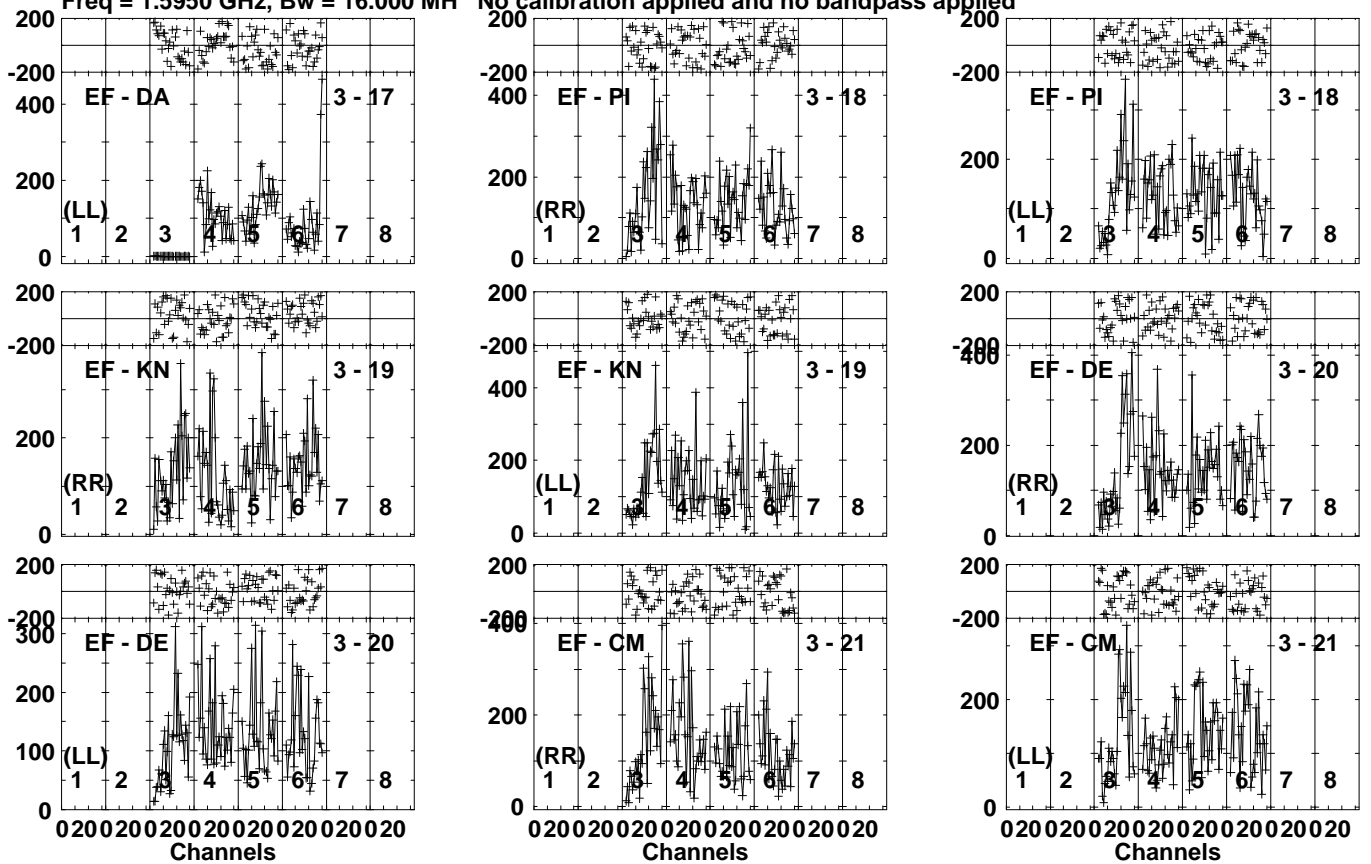 Freq = 1.5950 GHz, Bw = 16.000 MH No calibration applied and no bandpass applied
200 200 200
-200 -200 -200
EF - DA 3 - 17 EF - PI 3 - 18 EF - PI 3 - 18
400 400
200 200 200
(LL) (RR) (LL)
1 2 3 4 5 6 7 8 1 2 3 4 5 6 7 8 1 2 3 4 5 6 7 8
0 0 0
200 200 200
-200 -200 -200
400
EF - KN 3 - 19 EF - KN 3 - 19 EF - DE 3 - 20
400
200 200 200
(RR) (LL) (RR)
1 2 3 4 5 6 7 8 1 2 3 4 5 6 7 8 1 2 3 4 5 6 7 8
0 0 0
200 200 200
-200 -200 -200
300 400
EF - DE 3 - 20 EF - CM 3 - 21 EF - CM 3 - 21
200 200 200
100
(LL) (RR) (LL)
1 2 3 4 5 6 7 8 1 2 3 4 5 6 7 8 1 2 3 4 5 6 7 8
0 0 0
0 20 0 20 0 20 0 20 0 20 0 20 0 20 0 20 0 20 0 20 0 20 0 20 0 20 0 20 0 20 0 20 0 20 0 20 0 20 0 20 0 20 0 20 0 20 0 20
Channels Channels Channels